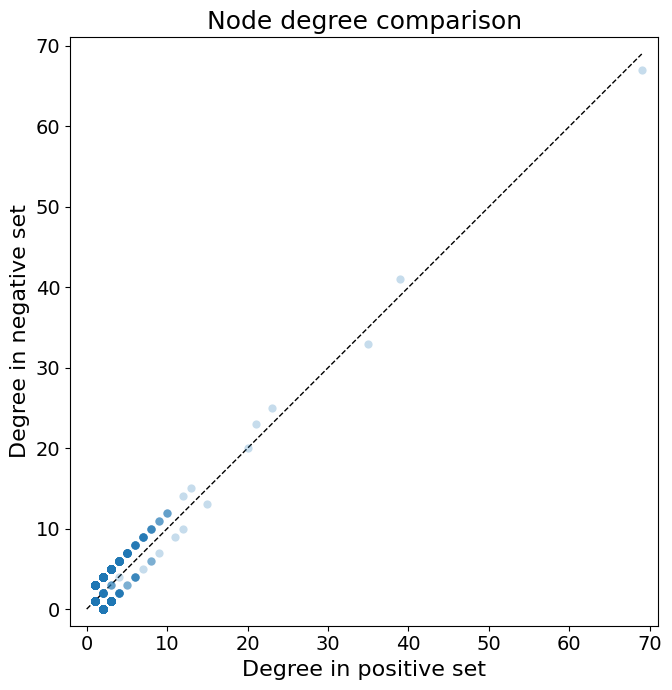 Node degree comparison
Degree in negative set
70
60
50
40
30
20
10
0
0 10 20 30 40 50 60 70
Degree in positive set